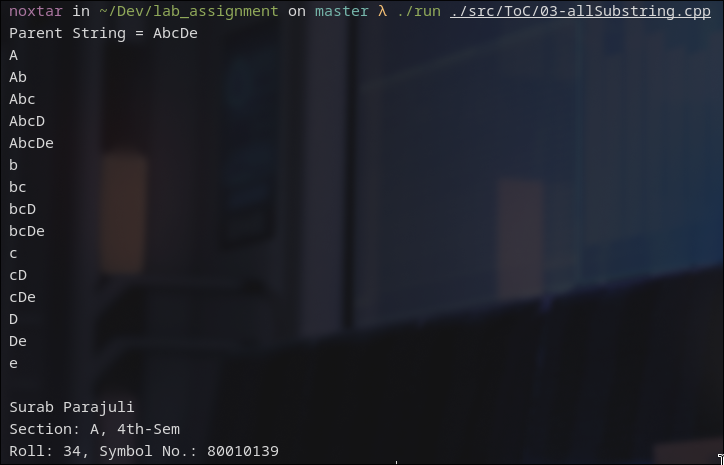 noxtar in ~/Dev/lab_assignment on master λ ./run ./src/ToC/03-allSubstring.cpp
Parent String = AbcDe
A
Ab
Abc
AbcD
AbcDe
b
bc
bcD
bcDe
c
cD
cDe
D
De
e
Surab Parajuli
Section: A, 4th-Sem
Roll: 34, Symbol No.: 80010139